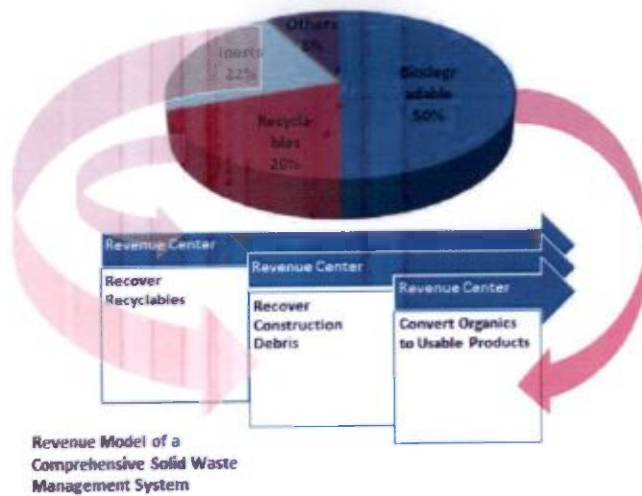 Others
8%
Inerts
22%
Biodegr
adable
50%
Recycla-
bles
20%
Revenue Center
Recover
Recyclables
Revenue Center
Recover
Construction
Debris
Revenue Center
Convert Organics
to Usable Products
Revenue Model of a
Comprehensive Solid Waste
Management System